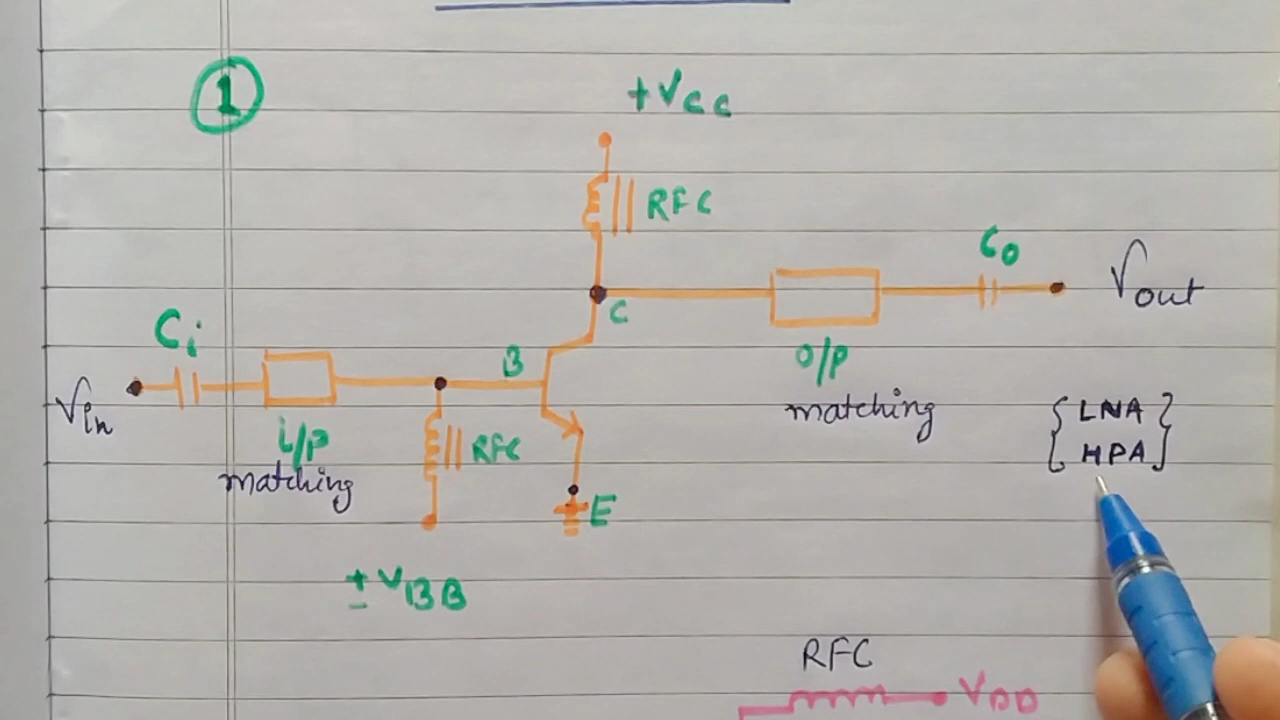 1
+VCC
RFC
Co
C
Vout
Ci
B
O/P
matching
Vin
{ LNA
HPA }
i/P
matching
RFC
E
± VBB
RFC
VDD